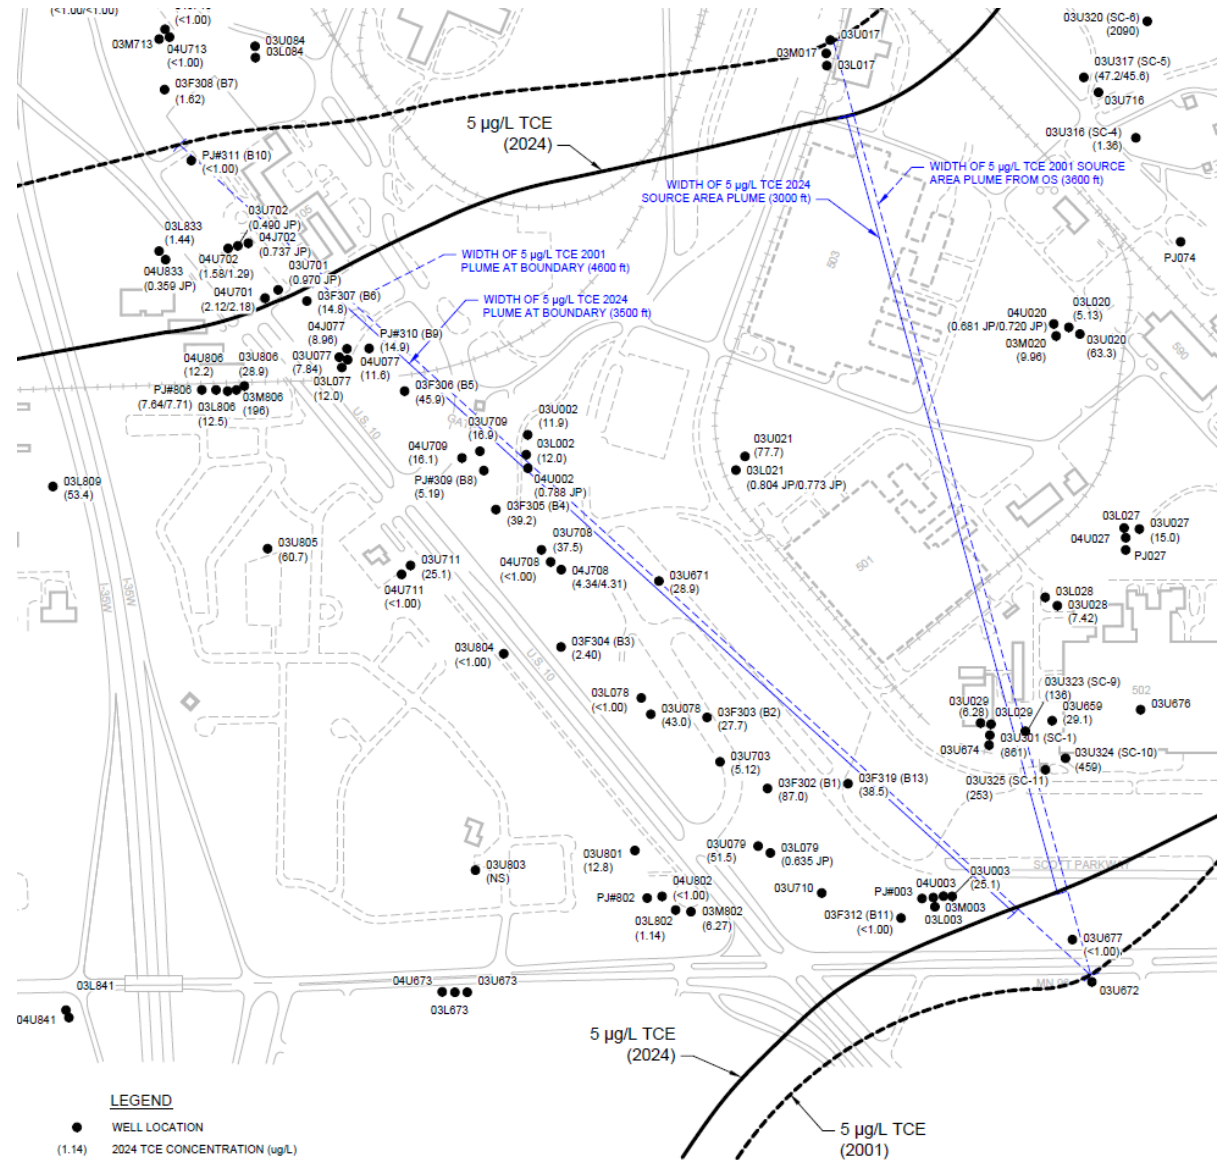 (<1.00/<1.00)
(<1.00)
03M713
04U713
(<1.00)
03U084
03L084
03F308 (B7)
(1.62)
03U017
03M017
03L017
03U320 (SC-6)
(2090)
03U317 (SC-5)
(47.2/45.6)
03U716
03U316 (SC-4)
(1.36)
5 µg/L TCE
(2024)
PJ#311 (B10)
(<1.00)
WIDTH OF 5 µg/L TCE 2024
SOURCE AREA PLUME (3000 ft)
WIDTH OF 5 µg/L TCE 2001 SOURCE
AREA PLUME FROM OS (3600 ft)
03U702
(0.490 JP)
105
03L833
(1.44)
04J702
(0.737 JP)
04U702
(1.58/1.29)
04U833
(0.359 JP)
03U701
(0.970 JP)
04U701
(2.12/2.18)
WIDTH OF 5 µg/L TCE 2001
PLUME AT BOUNDARY (4600 ft)
503
PJ074
03F307 (B6)
(14.8)
WIDTH OF 5 µg/L TCE 2024
PLUME AT BOUNDARY (3500 ft)
04J077
(8.96)
PJ#310 (B9)
(14.9)
03L020
(5.13)
04U020
(0.681 JP/0.720 JP)
03M020
(9.96)
03U020
(63.3)
590
04U806
(12.2)
03U806
(28.9)
03U077
(7.84)
04U077
(11.6)
03L077
(12.0)
PJ#806
(7.64/7.71)
03L806
(12.5)
03M806
(196)
03F306 (B5)
(45.9)
U.S. 10
03U709
(16.9)
03U002
(11.9)
03L002
(12.0)
04U709
(16.1)
PJ#309 (B8)
(5.19)
04U002
(0.788 JP)
03U021
(77.7)
03L021
(0.804 JP/0.773 JP)
03L809
(53.4)
03F305 (B4)
(39.2)
03L027
03U027
(15.0)
04U027
PJ027
03U805
(60.7)
03U708
(37.5)
04U708
(<1.00)
04J708
(4.34/4.31)
03U711
(25.1)
04U711
(<1.00)
03U671
(28.9)
501
I-35W
I-35W
03L028
03U028
(7.42)
03F304 (B3)
(2.40)
03U804
(<1.00)
U.S. 10
03L078
(<1.00)
03U078
(43.0)
03F303 (B2)
(27.7)
03U323 (SC-9)
(136)
502
03U029
(6.28)
03L029
03U659
(29.1)
03U676
03U301 (SC-1)
(861)
03U674
03U703
(5.12)
03U324 (SC-10)
(459)
03U325 (SC-11)
(253)
03F302 (B1)
(87.0)
03F319 (B13)
(38.5)
03U079
(51.5)
03L079
(0.635 JP)
03U801
(12.8)
03U803
(NS)
SCOTT PARKWAY
04U802
(<1.00)
PJ#802
03L802
(1.14)
03M802
(6.27)
03U710
PJ#003
04U003
03U003
(25.1)
03M003
03L003
03F312 (B11)
(<1.00)
03U677
(<1.00)
03U672
04U673
03U673
03L673
03L841
04U841
5 µg/L TCE
(2024)
5 µg/L TCE
(2001)
LEGEND
WELL LOCATION
(1.14) 2024 TCE CONCENTRATION (ug/L)